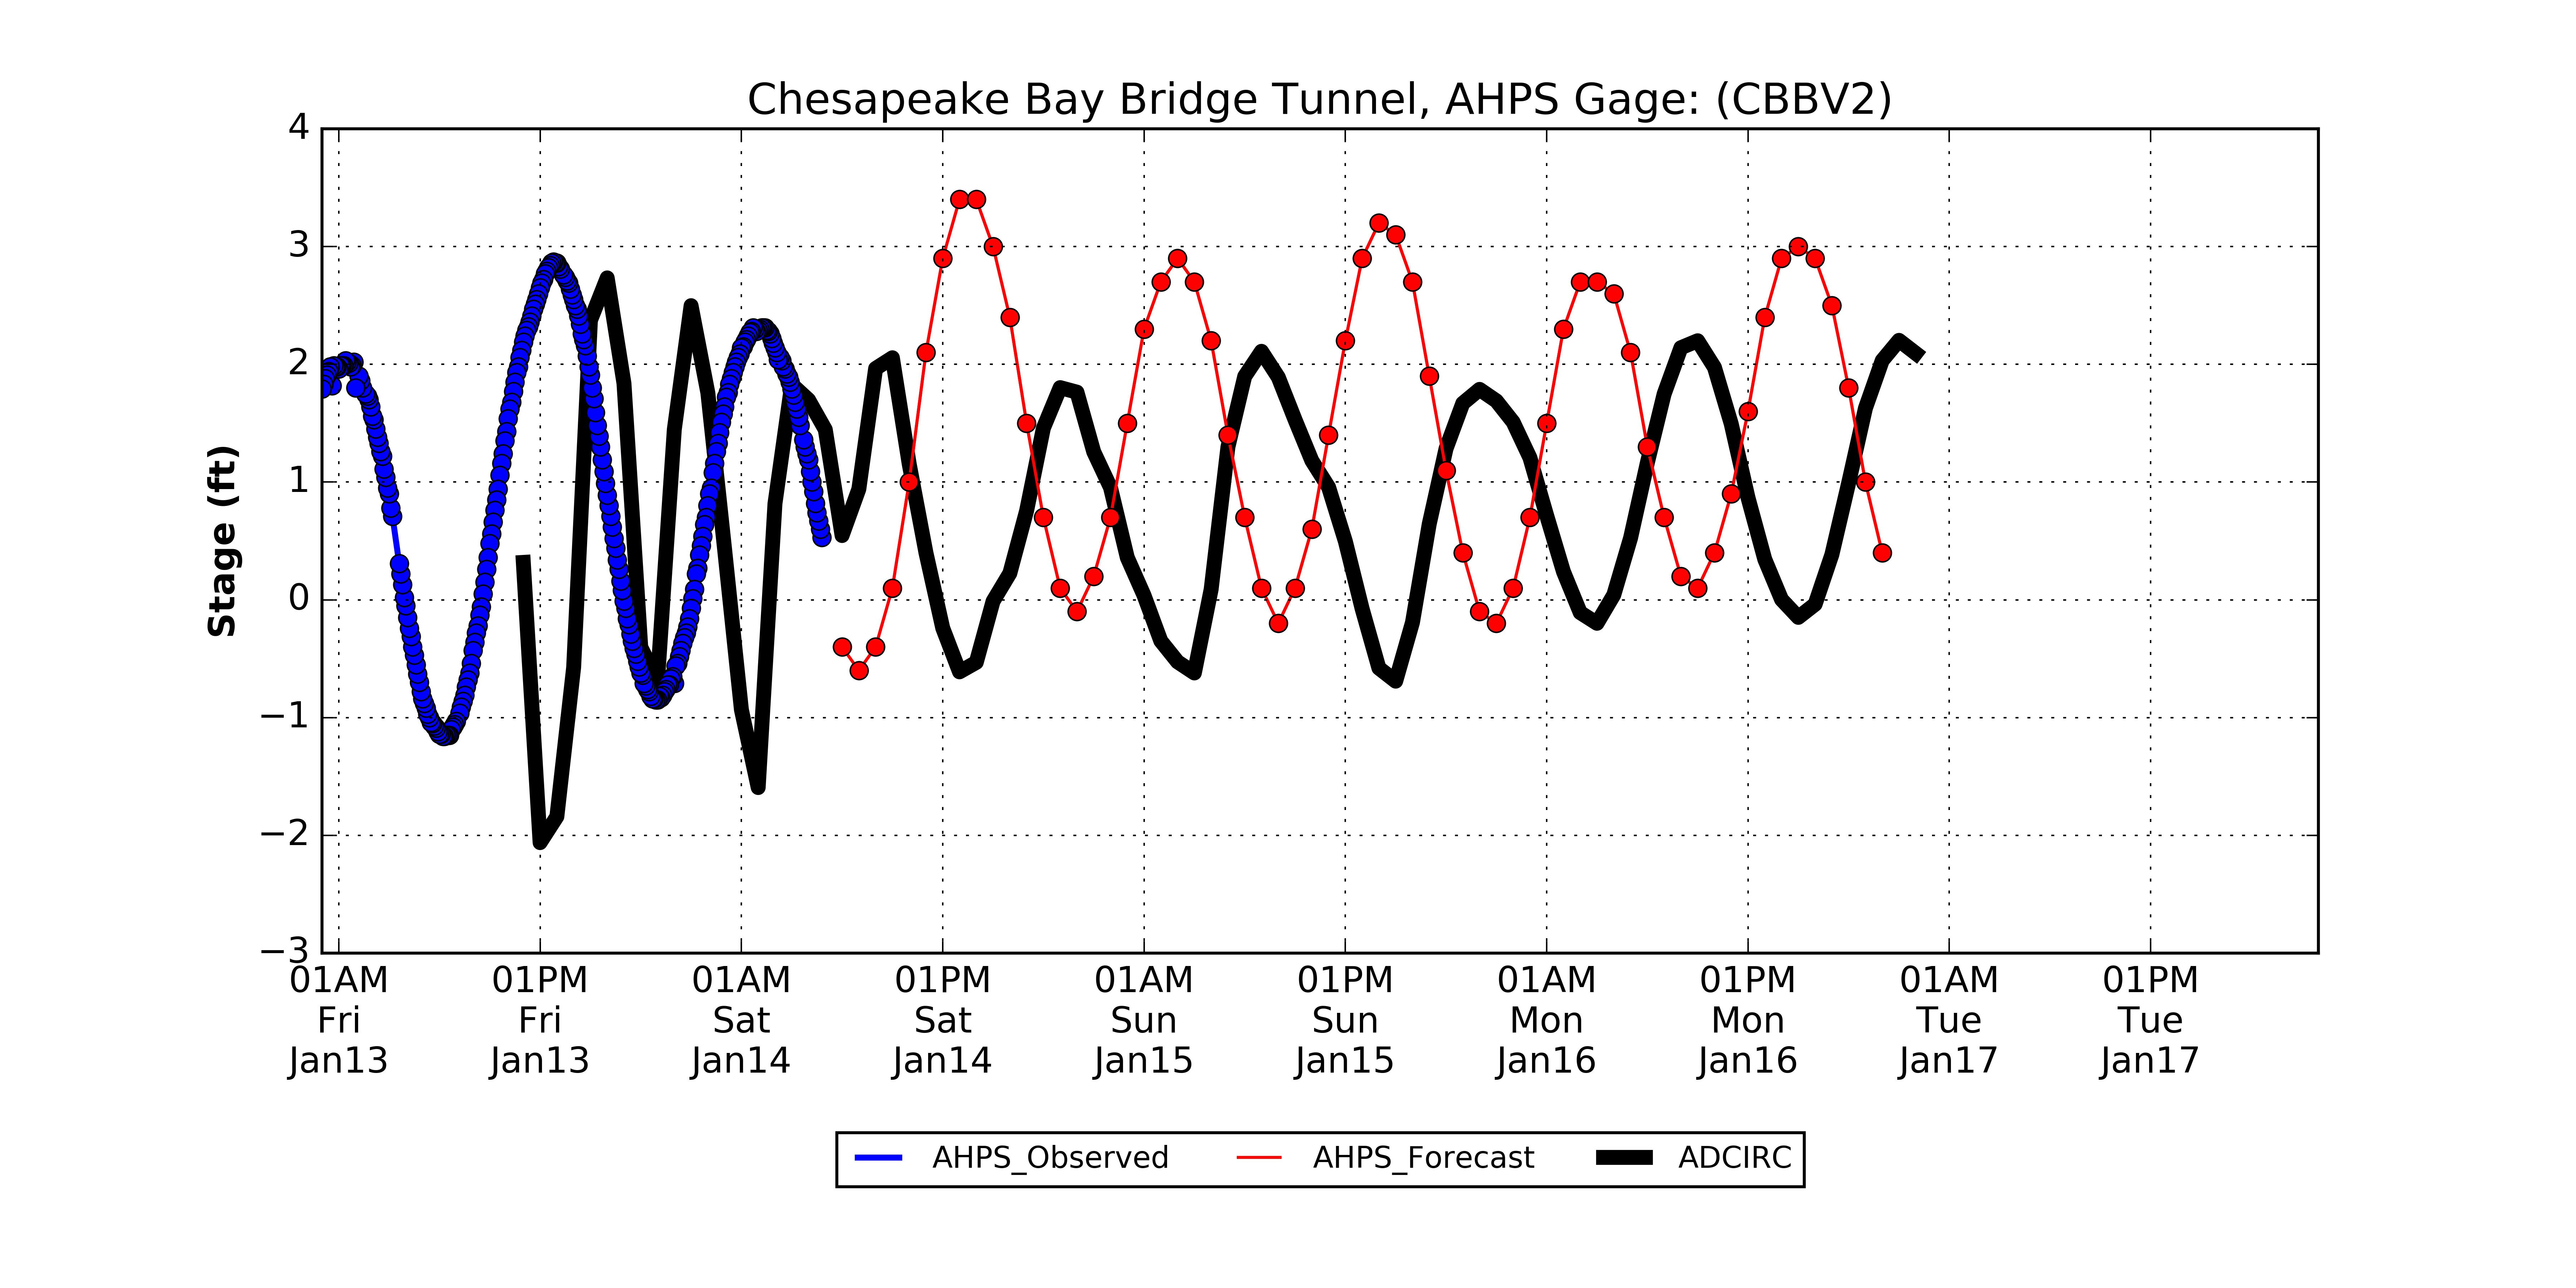 Chesapeake Bay Bridge Tunnel, AHPS Gage: (CBBV2)
4
3
2
1
0
−1
−2
−3
Stage (ft)
01AM 01PM 01AM 01PM 01AM 01PM 01AM 01PM 01AM 01PM
Fri Fri Sat Sat Sun Sun Mon Mon Tue Tue
Jan13 Jan13 Jan14 Jan14 Jan15 Jan15 Jan16 Jan16 Jan17 Jan17
AHPS_Observed AHPS_Forecast ADCIRC